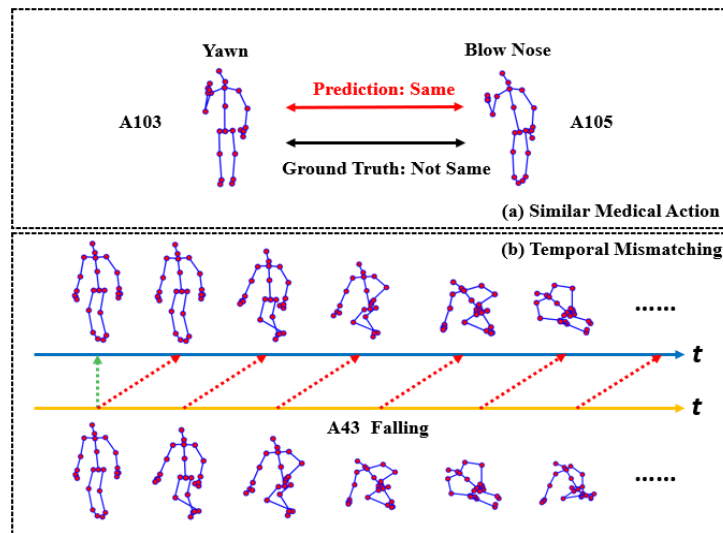 Yawn
Blow Nose
Prediction: Same
A103
A105
Ground Truth: Not Same
(a) Similar Medical Action
(b) Temporal Mismatching
......
t
t
A43 Falling
......